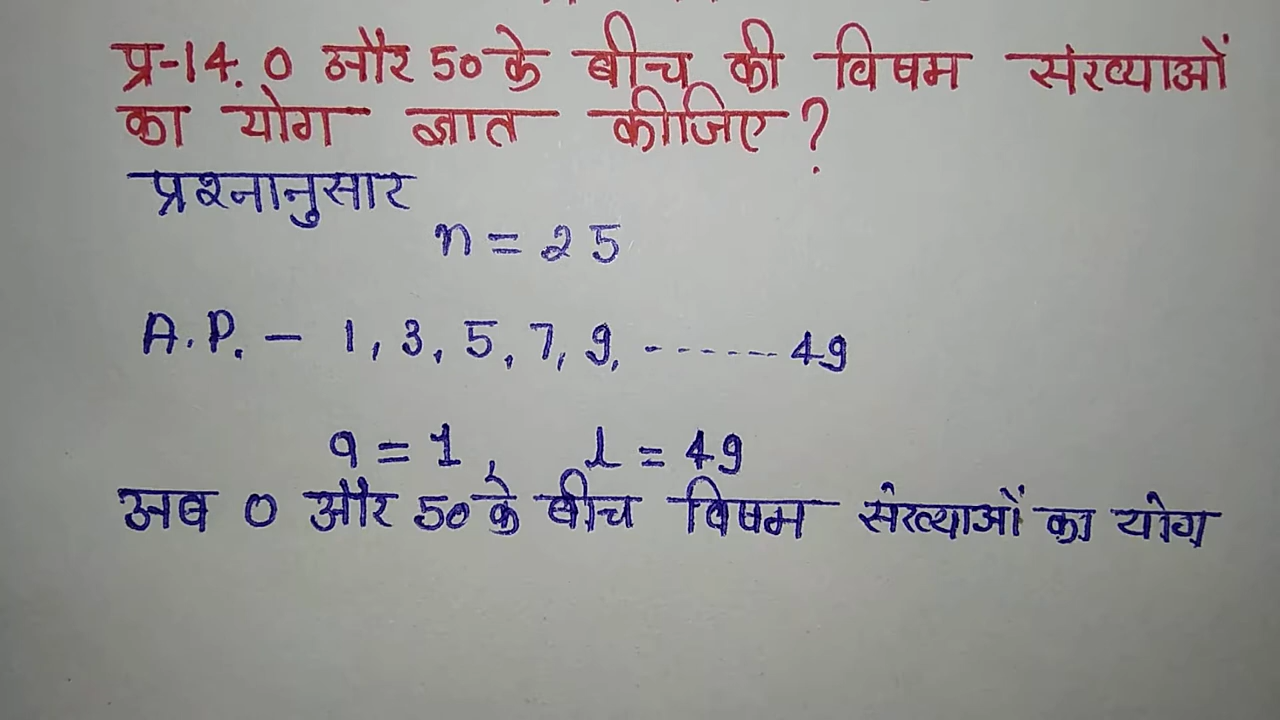 प्र-14. 0 और 50 के बीच की विषम संख्याओं
का योग ज्ञात कीजिए ?
प्रश्नानुसार
n = 25
A.P. - 1, 3, 5, 7, 9, ------- 49
a = 1, l = 49
अब 0 और 50 के बीच विषम संख्याओं का योग